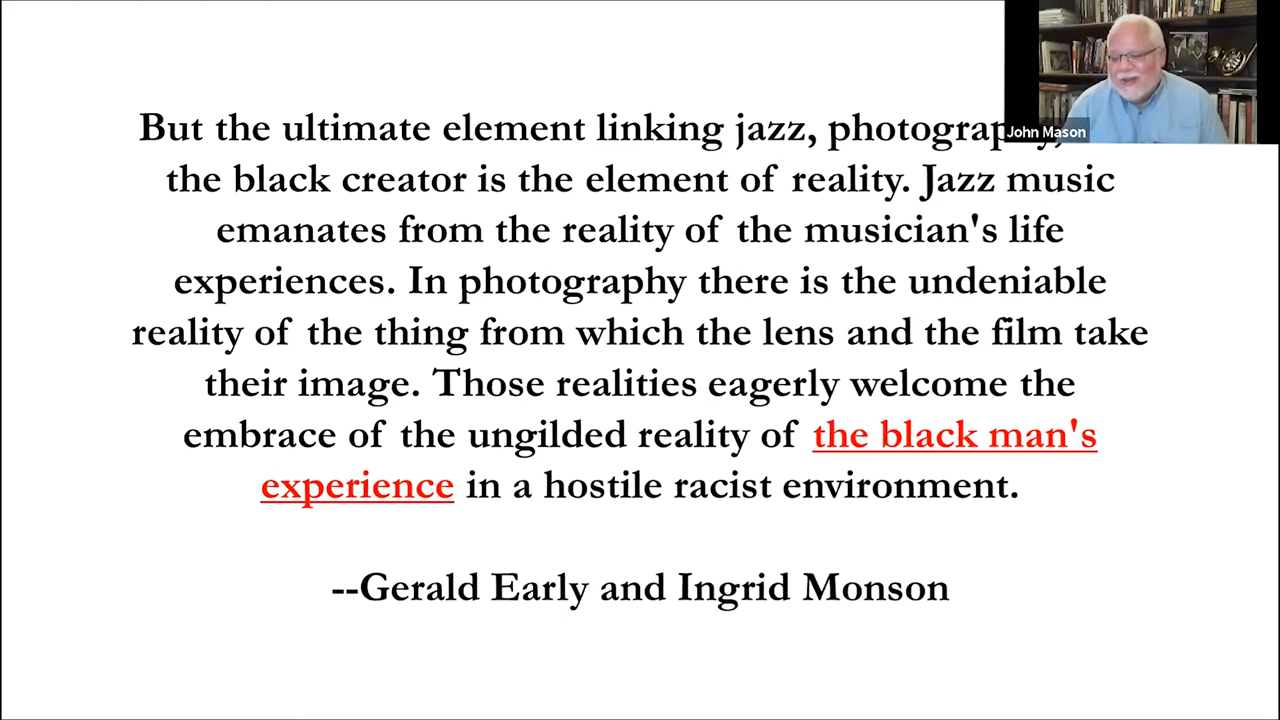 But the ultimate element linking jazz, photography,
the black creator is the element of reality. Jazz music
emanates from the reality of the musician's life
experiences. In photography there is the undeniable
reality of the thing from which the lens and the film take
their image. Those realities eagerly welcome the
embrace of the ungilded reality of the black man's
experience in a hostile racist environment.
--Gerald Early and Ingrid Monson
John Mason